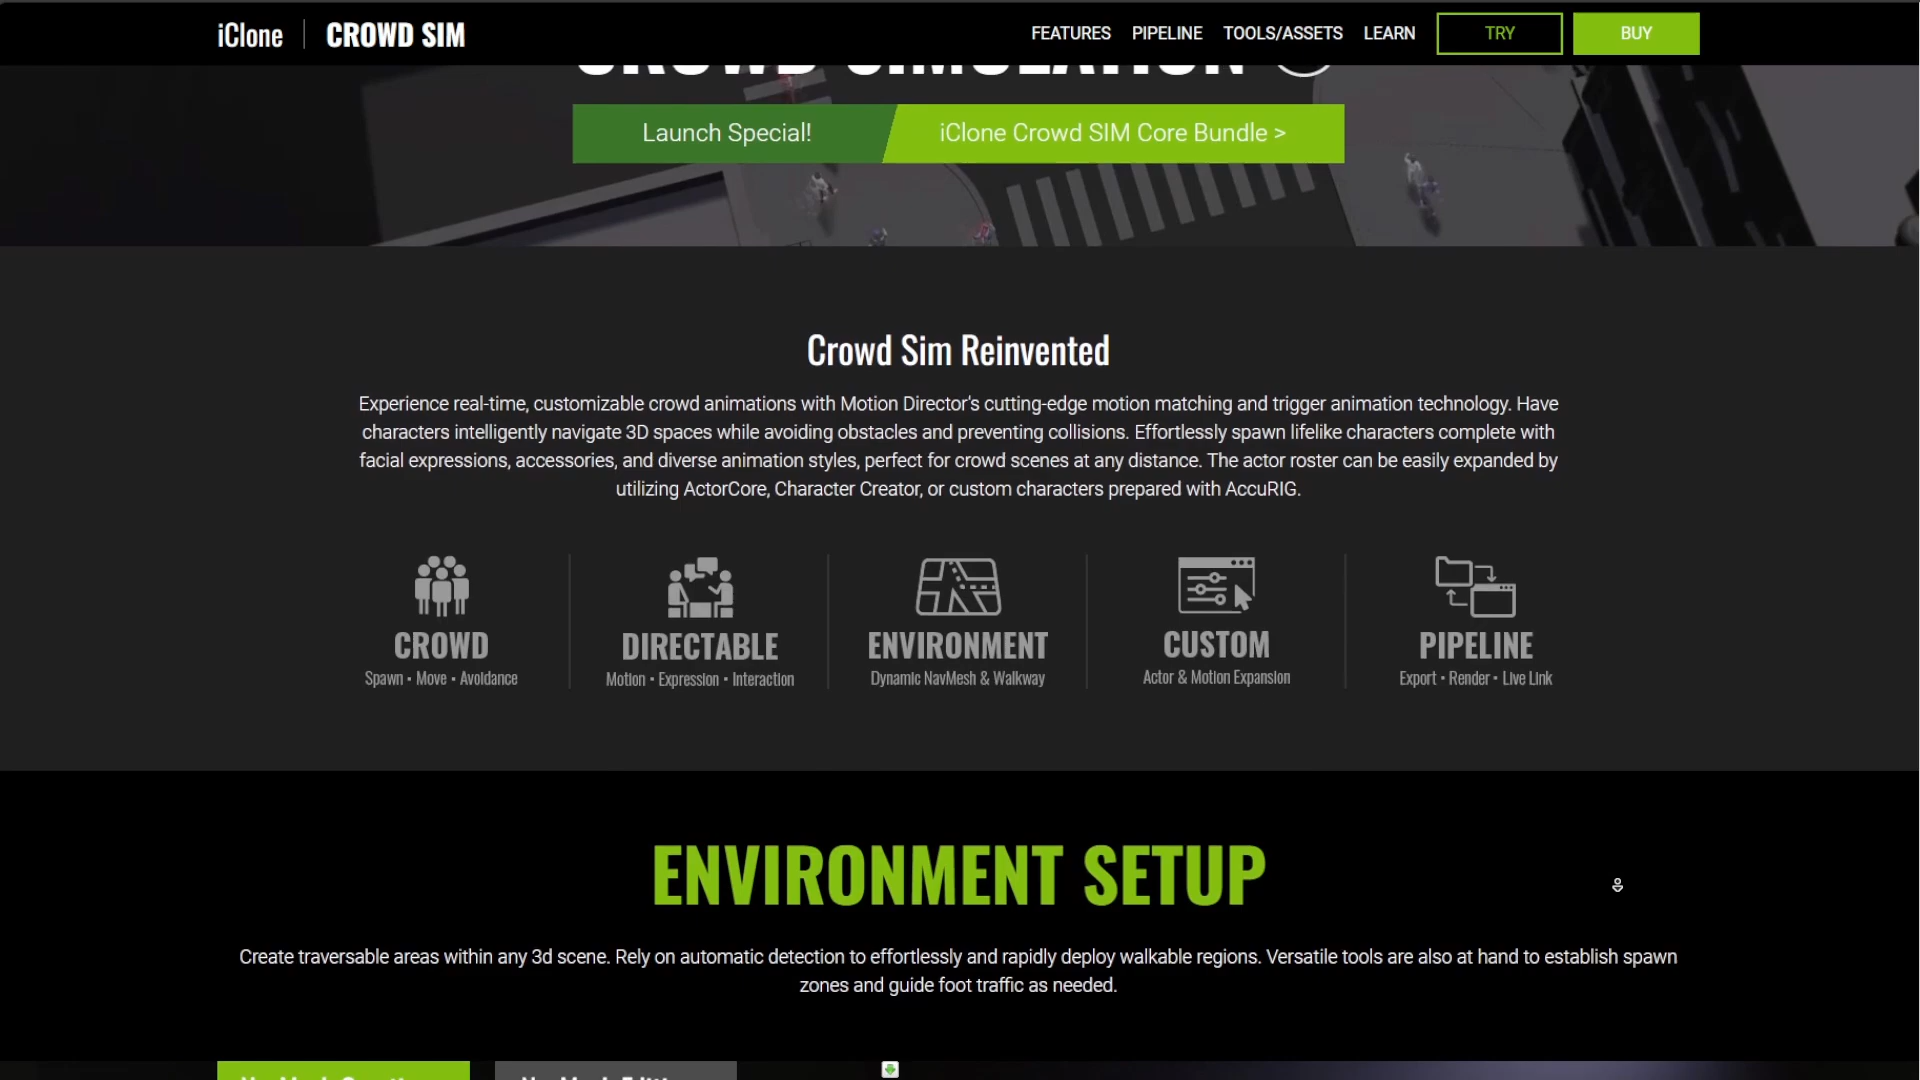 iClone CROWD SIM FEATURES PIPELINE TOOLS/ASSETS LEARN TRY BUY
CROWD SIMULATION
Launch Special! iClone Crowd SIM Core Bundle >
Crowd Sim Reinvented
Experience real-time, customizable crowd animations with Motion Director's cutting-edge motion matching and trigger animation technology. Have
characters intelligently navigate 3D spaces while avoiding obstacles and preventing collisions. Effortlessly spawn lifelike characters complete with
facial expressions, accessories, and diverse animation styles, perfect for crowd scenes at any distance. The actor roster can be easily expanded by
utilizing ActorCore, Character Creator, or custom characters prepared with AccuRIG.
CROWD
Spawn • Move • Avoidance
DIRECTABLE
Motion • Expression • Interaction
ENVIRONMENT
Dynamic NavMesh & Walkway
CUSTOM
Actor & Motion Expansion
PIPELINE
Export • Render • Live Link
ENVIRONMENT SETUP
Create traversable areas within any 3d scene. Rely on automatic detection to effortlessly and rapidly deploy walkable regions. Versatile tools are also at hand to establish spawn
zones and guide foot traffic as needed.